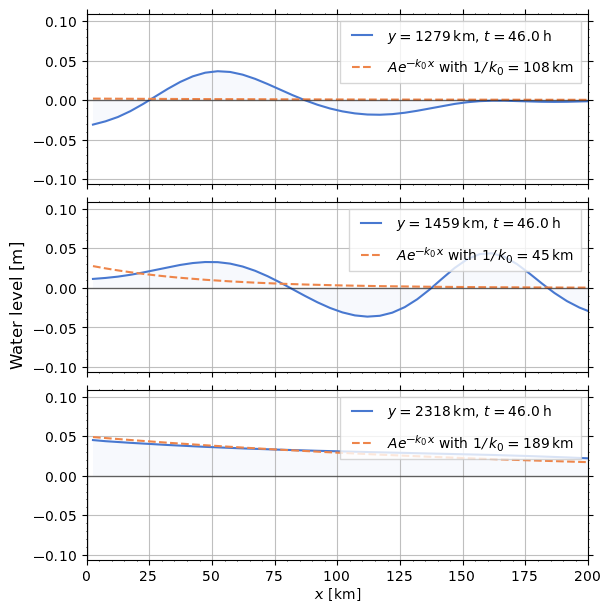 0.10
0.05
0.00
−0.05
−0.10
y = 1279 km, t = 46.0 h
Ae^{−k₀x} with 1/k₀ = 108 km
0.10
0.05
0.00
−0.05
−0.10
y = 1459 km, t = 46.0 h
Ae^{−k₀x} with 1/k₀ = 45 km
Water level [m]
0.10
0.05
0.00
−0.05
−0.10
y = 2318 km, t = 46.0 h
Ae^{−k₀x} with 1/k₀ = 189 km
0 25 50 75 100 125 150 175 200
x [km]